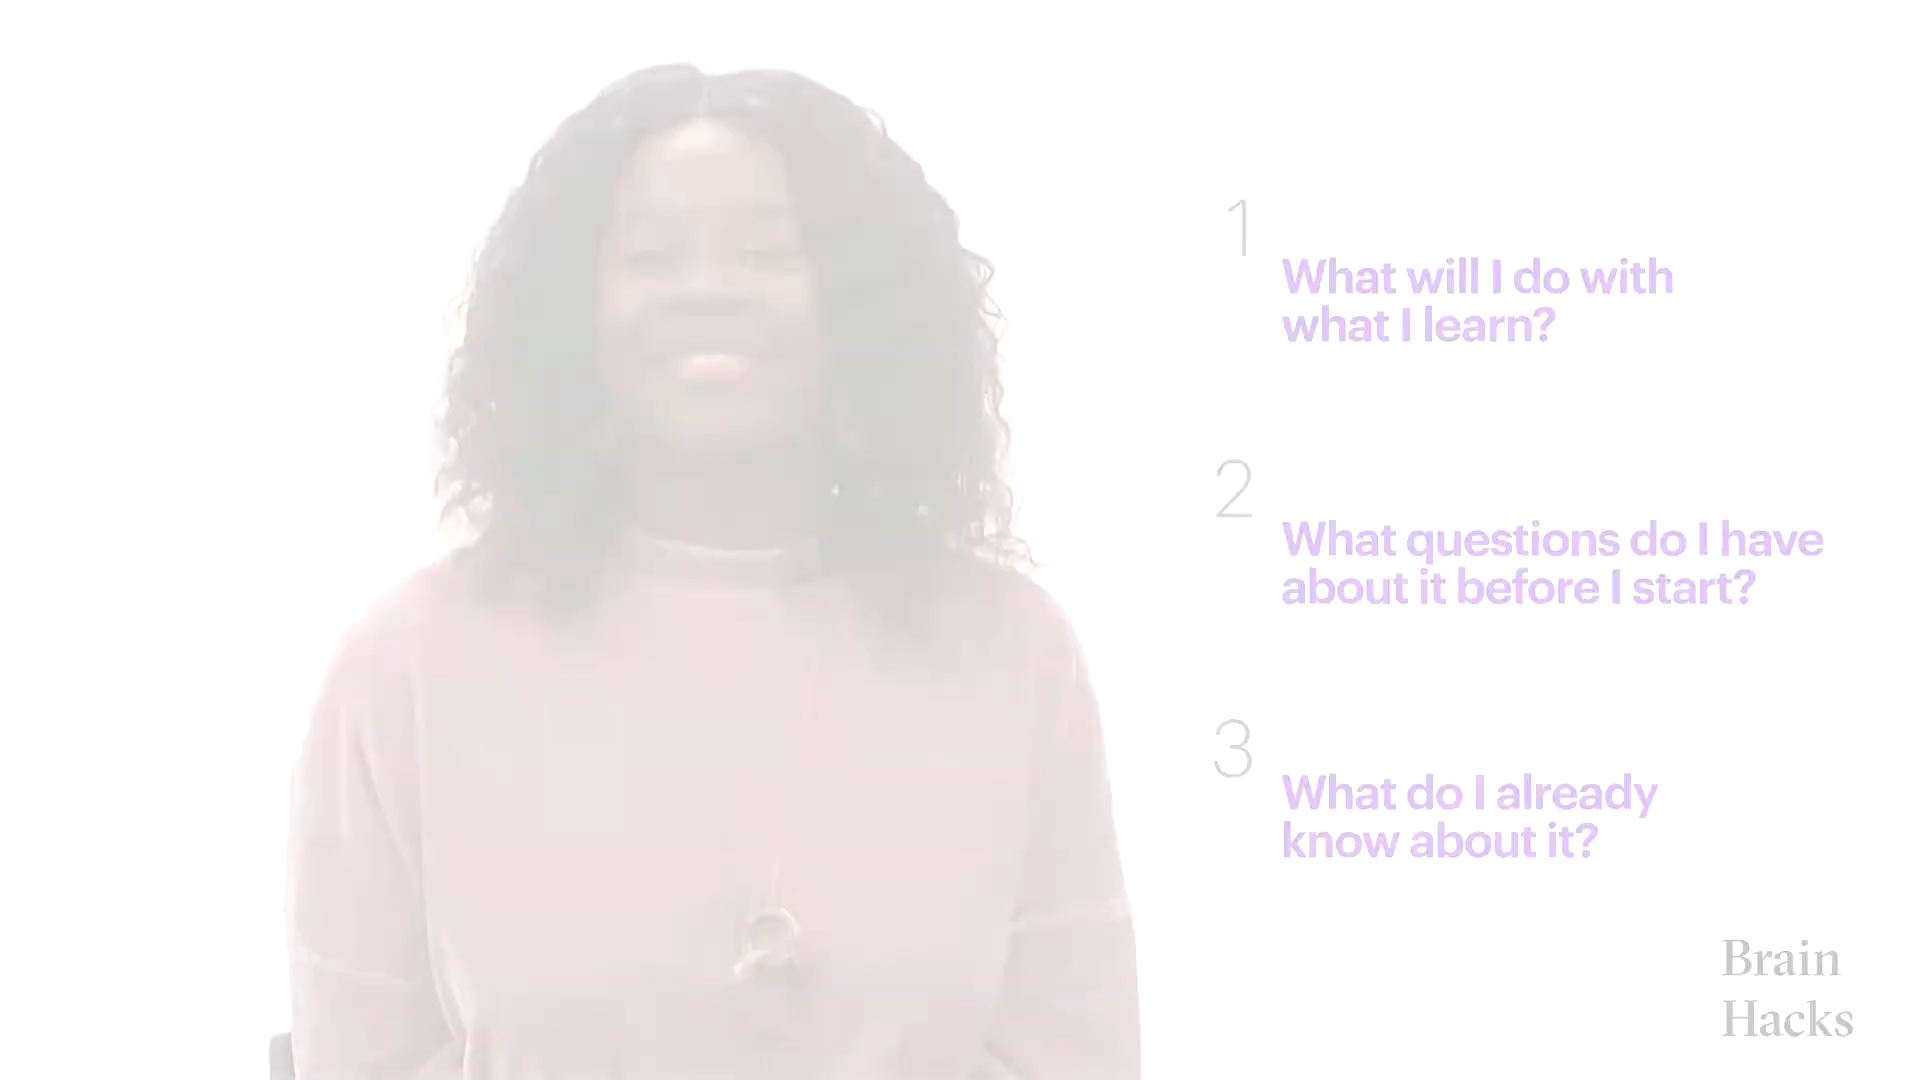 1
What will I do with
what I learn?
2
What questions do I have
about it before I start?
3
What do I already
know about it?
Brain
Hacks